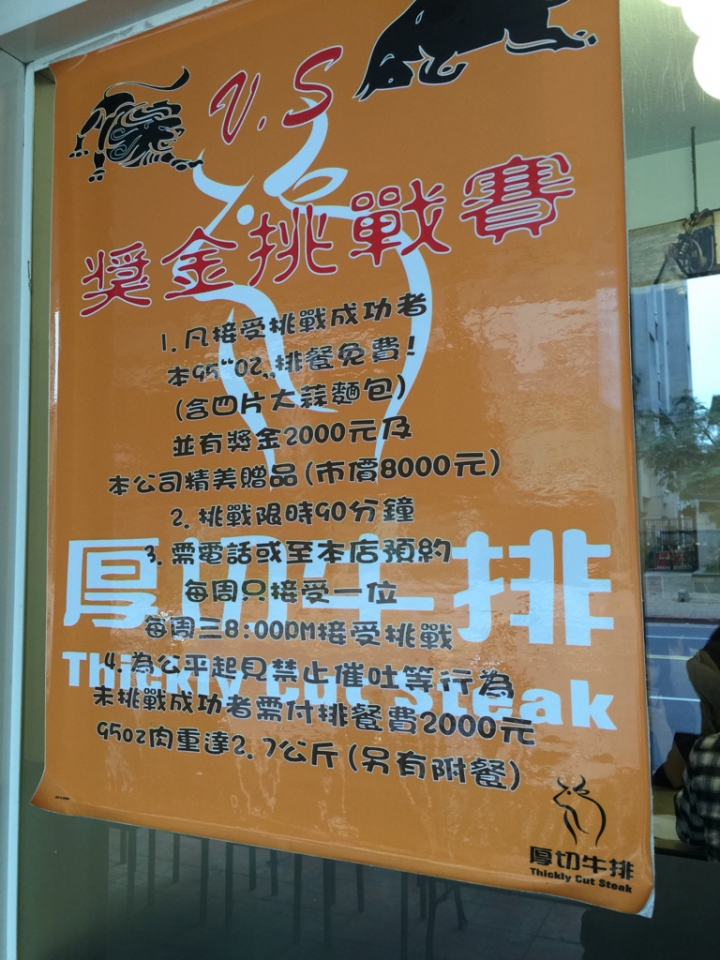 V.S
獎金挑戰賽
1. 凡接受挑戰成功者
本95“oz„排餐免費!
(含四片大蒜麵包)
並有獎金2000元及
本公司精美贈品(市價8000元)
2. 挑戰限時90分鐘
厚切牛排
3. 需電話或至本店預約
每周只接受一位
每周三8:00PM接受挑戰
Thickly Cut Steak
4. 為公平起見禁止催吐等行為
未挑戰成功者需付排餐費2000元
95oz肉重達2.7公斤(另有附餐)
厚切牛排
Thickly Cut Steak